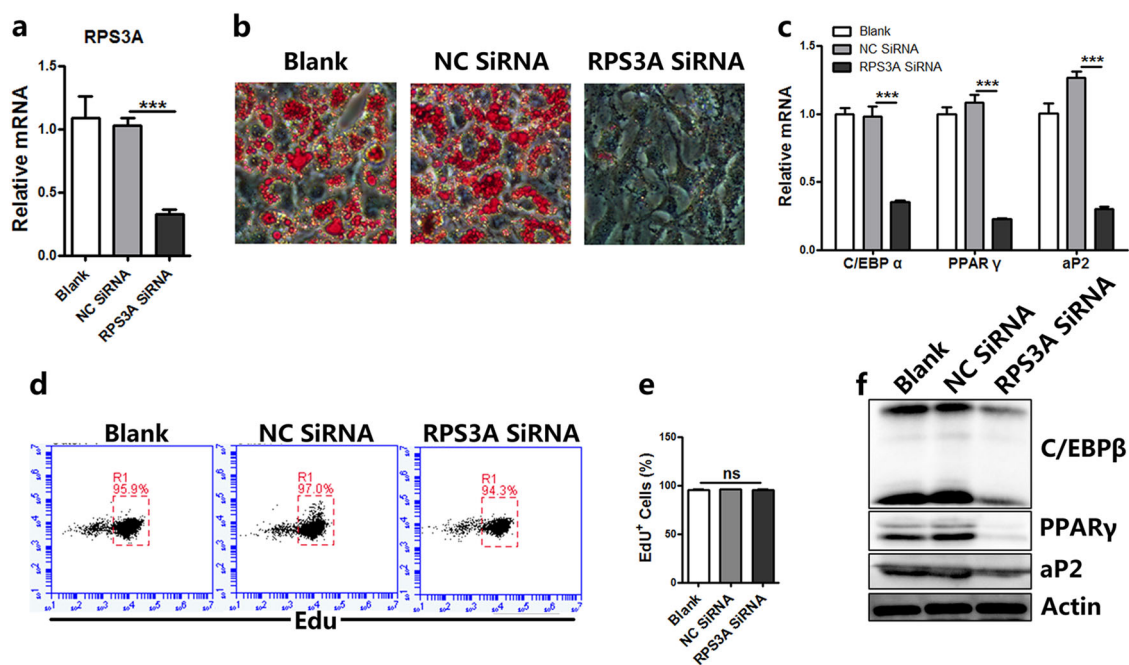 a
RPS3A
Relative mRNA
1.5
1.0
0.5
0.0
***
Blank
NC SiRNA
RPS3A SiRNA
b
Blank
NC SiRNA
RPS3A SiRNA
c
Blank
NC SiRNA
RPS3A SiRNA
Relative mRNA
1.5
1.0
0.5
0.0
***
***
***
C/EBP α
PPAR γ
aP2
d
Blank
NC SiRNA
RPS3A SiRNA
R1
95.9%
R1
97.0%
R1
94.3%
Edu
e
EdU+ Cells (%)
150
100
50
0
ns
Blank
NC SiRNA
RPS3A SiRNA
f
Blank
NC SiRNA
RPS3A SiRNA
C/EBPβ
PPARγ
aP2
Actin